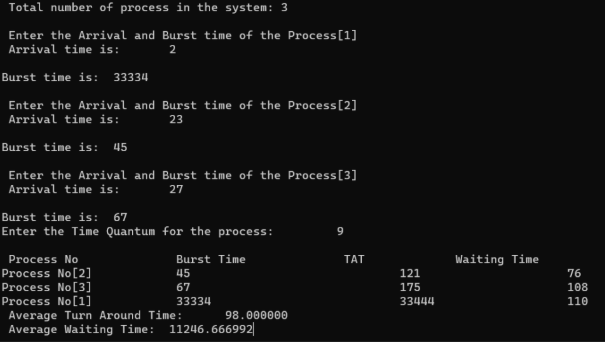 Total number of process in the system: 3
Enter the Arrival and Burst time of the Process[1]
Arrival time is: 2
Burst time is: 33334
Enter the Arrival and Burst time of the Process[2]
Arrival time is: 23
Burst time is: 45
Enter the Arrival and Burst time of the Process[3]
Arrival time is: 27
Burst time is: 67
Enter the Time Quantum for the process: 9
Process No Burst Time TAT Waiting Time
Process No[2] 45 121 76
Process No[3] 67 175 108
Process No[1] 33334 33444 110
Average Turn Around Time: 98.000000
Average Waiting Time: 11246.666992